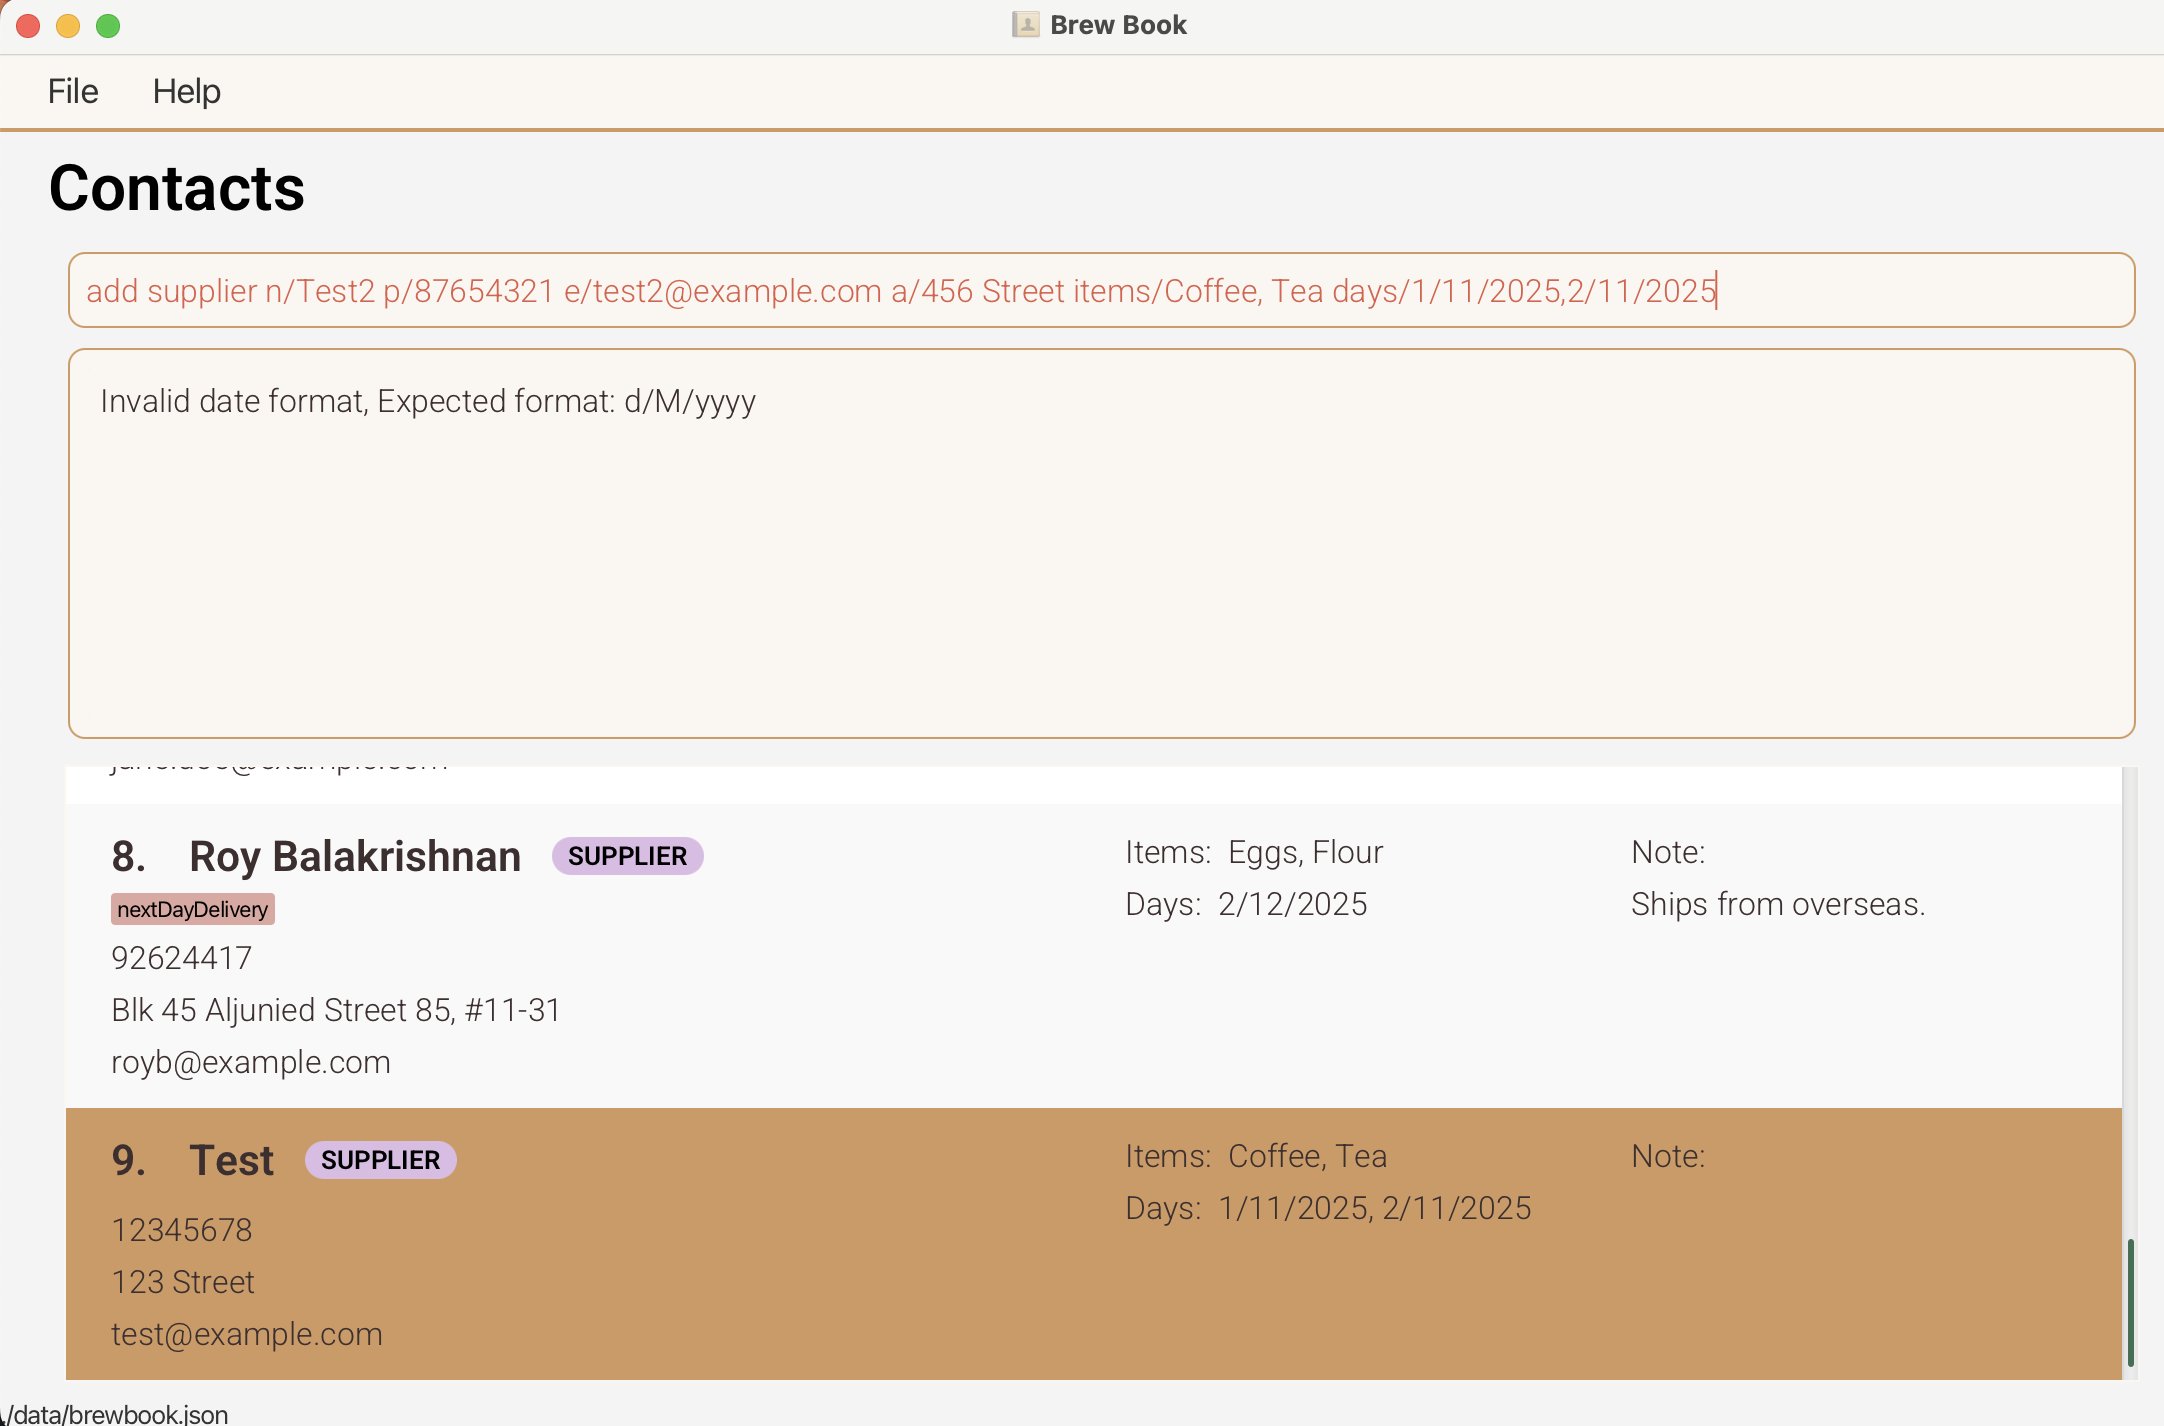 Brew Book
File Help
Contacts
add supplier n/Test2 p/87654321 e/test2@example.com a/456 Street items/Coffee, Tea days/1/11/2025,2/11/2025
Invalid date format, Expected format: d/M/yyyy
8. Roy Balakrishnan SUPPLIER
nextDayDelivery
92624417
Blk 45 Aljunied Street 85, #11-31
royb@example.com
Items: Eggs, Flour
Days: 2/12/2025
Note:
Ships from overseas.
9. Test SUPPLIER
12345678
123 Street
test@example.com
Items: Coffee, Tea
Days: 1/11/2025, 2/11/2025
Note:
/data/brewbook.json